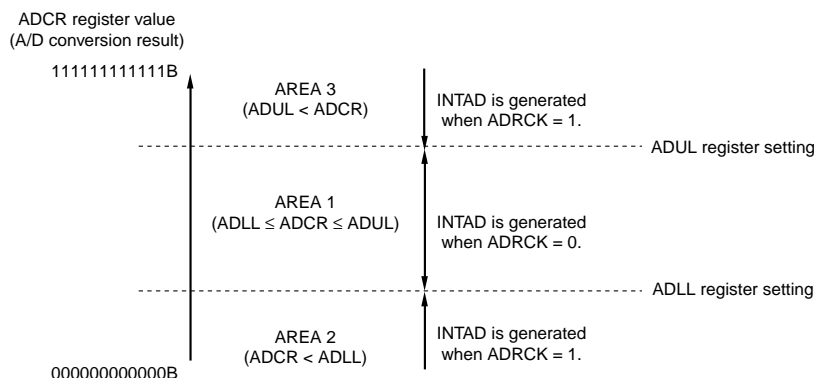 ADCR register value
(A/D conversion result)
111111111111B
AREA 3
(ADUL < ADCR)
INTAD is generated
when ADRCK = 1.
ADUL register setting
AREA 1
(ADLL ≤ ADCR ≤ ADUL)
INTAD is generated
when ADRCK = 0.
ADLL register setting
AREA 2
(ADCR < ADLL)
INTAD is generated
when ADRCK = 1.
000000000000B